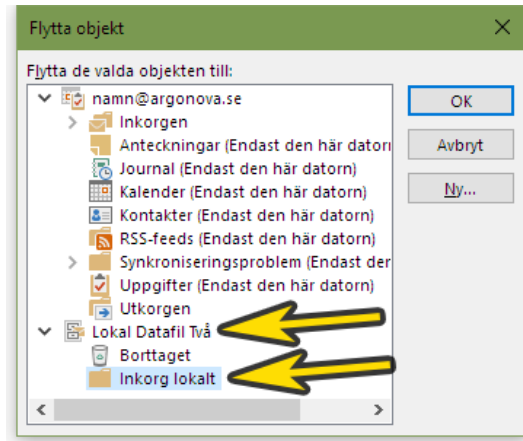 Flytta objekt
Flytta de valda objekten till:
namn@argonova.se
Inkorgen
Anteckningar (Endast den här datorn
Journal (Endast den här datorn)
Kalender (Endast den här datorn)
Kontakter (Endast den här datorn)
RSS-feeds (Endast den här datorn)
Synkroniseringsproblem (Endast der
Uppgifter (Endast den här datorn)
Utkorgen
Lokal Datafil Två
Borttaget
Inkorg lokalt
OK
Avbryt
Ny...